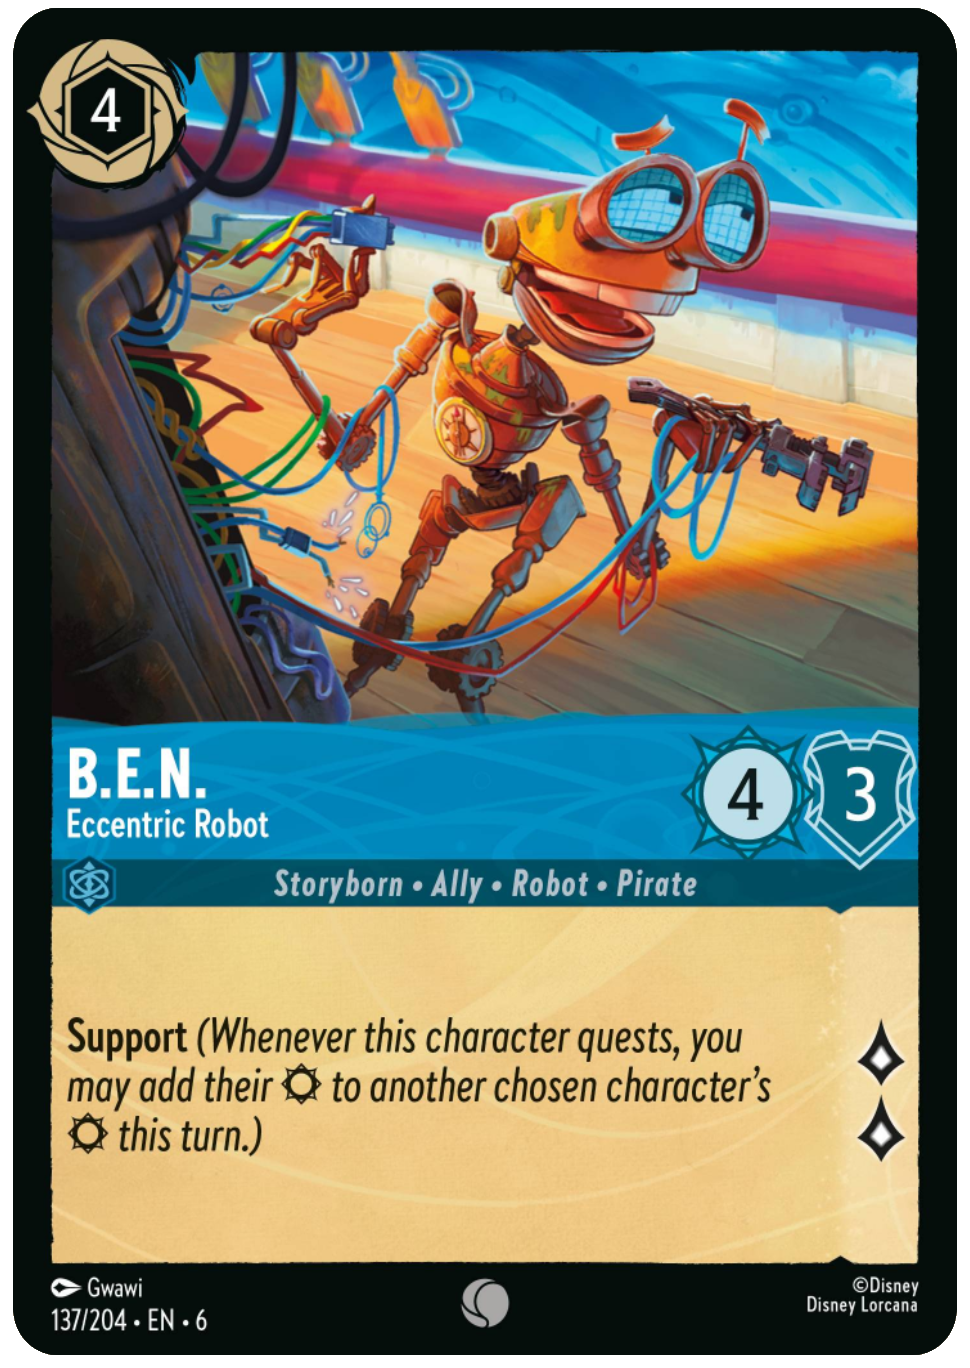 4
B.E.N.
Eccentric Robot
4
3
Storyborn • Ally • Robot • Pirate
Support (Whenever this character quests, you
may add their to another chosen character's
this turn.)
Gwawi
137/204 • EN • 6
©Disney
Disney Lorcana